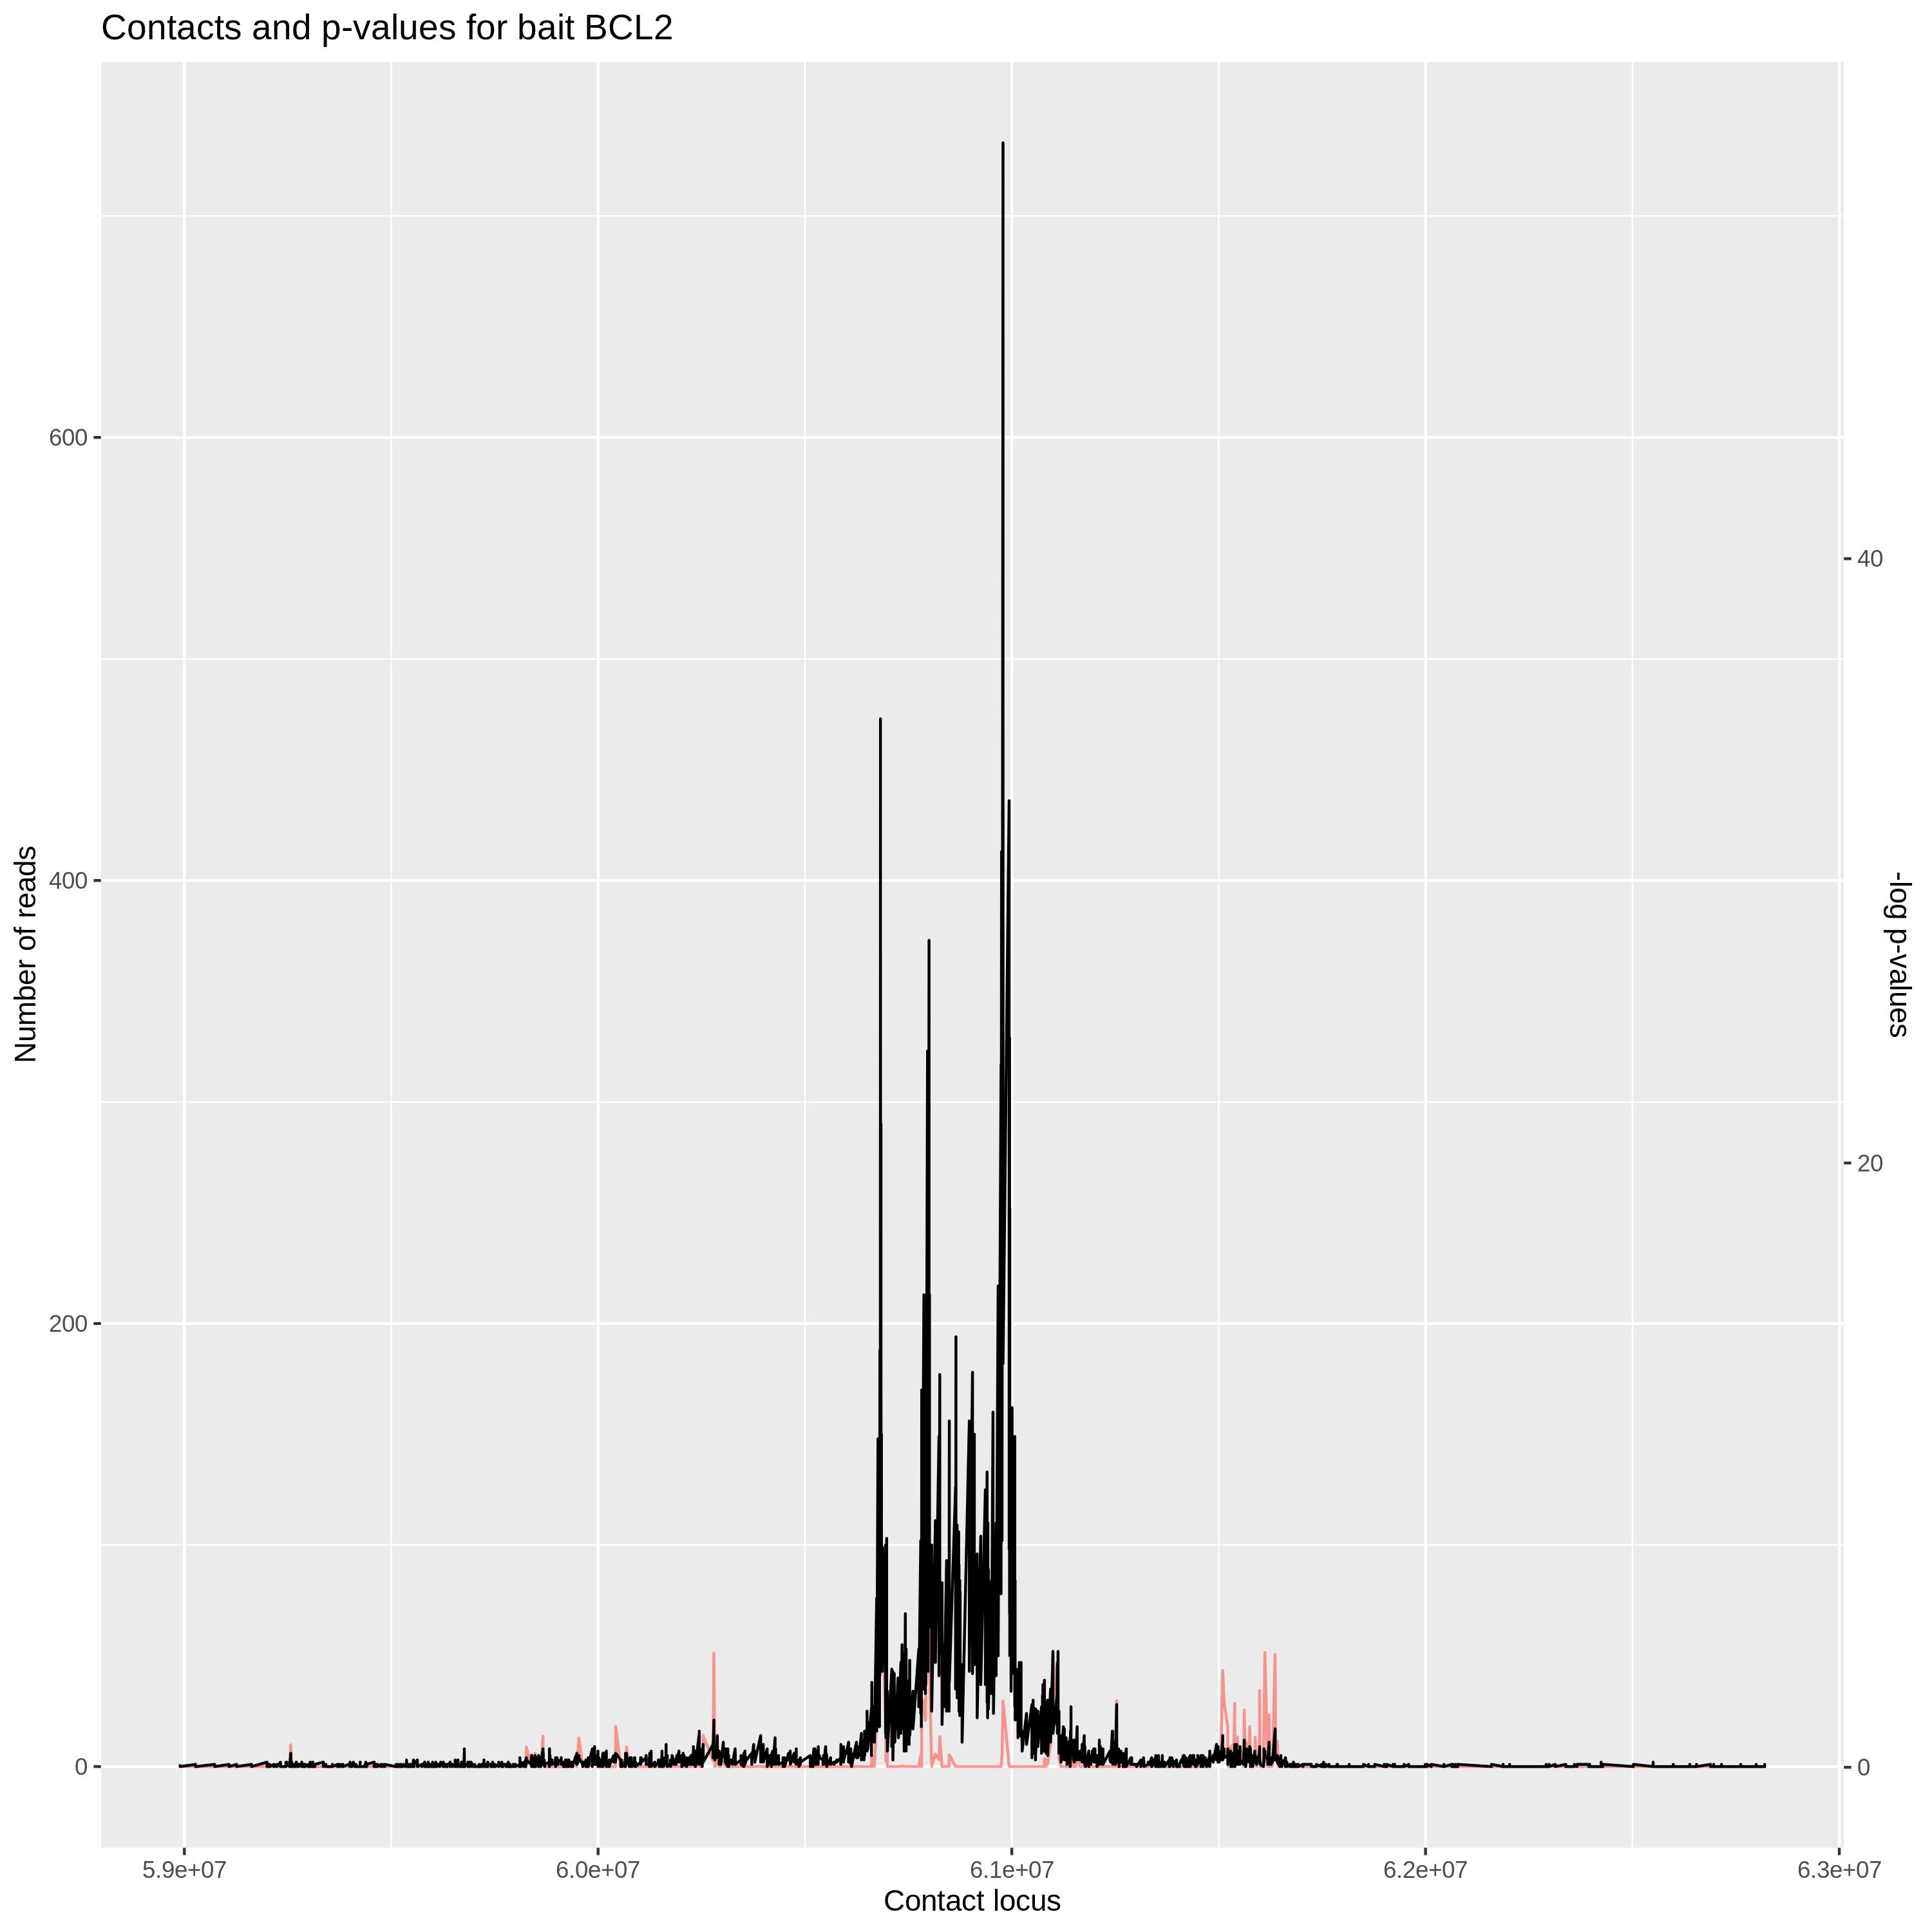 Contacts and p-values for bait BCL2
Number of reads
600
400
200
0
40
20
0
-log p-values
5.9e+07
6.0e+07
6.1e+07
6.2e+07
6.3e+07
Contact locus